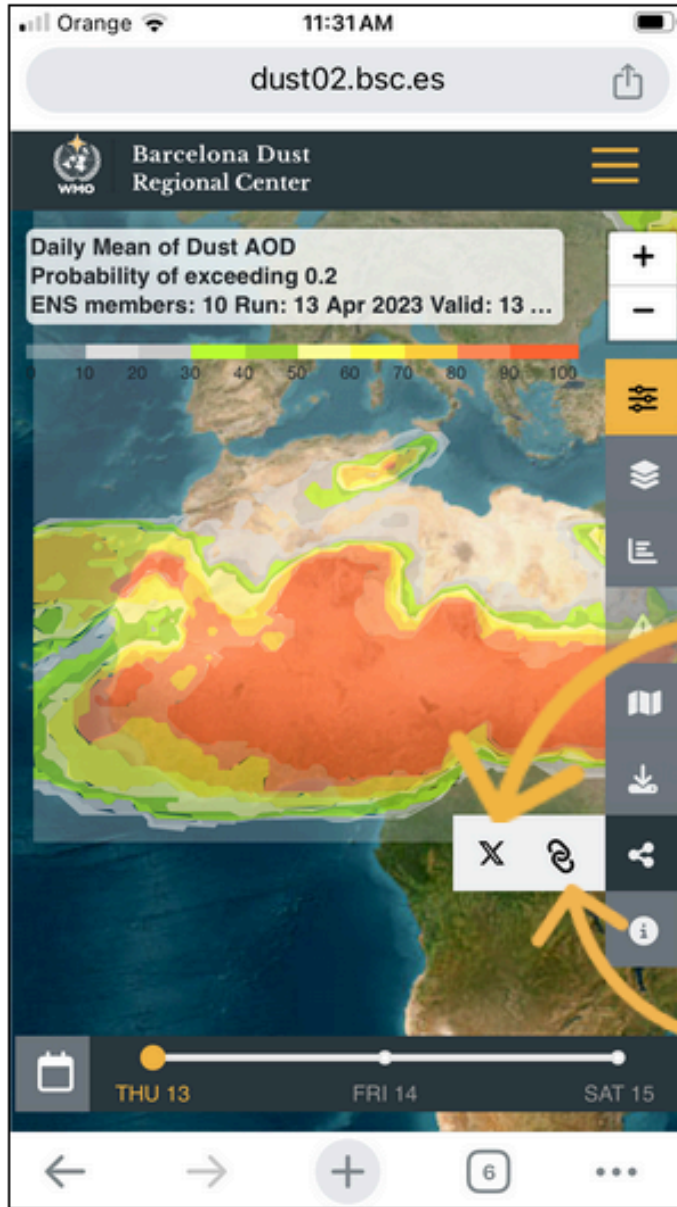 Orange
11:31 AM
dust02.bsc.es
WMO
Barcelona Dust
Regional Center
Daily Mean of Dust AOD
Probability of exceeding 0.2
ENS members: 10 Run: 13 Apr 2023 Valid: 13 ...
0 10 20 30 40 50 60 70 80 90 100
THU 13 FRI 14 SAT 15
6